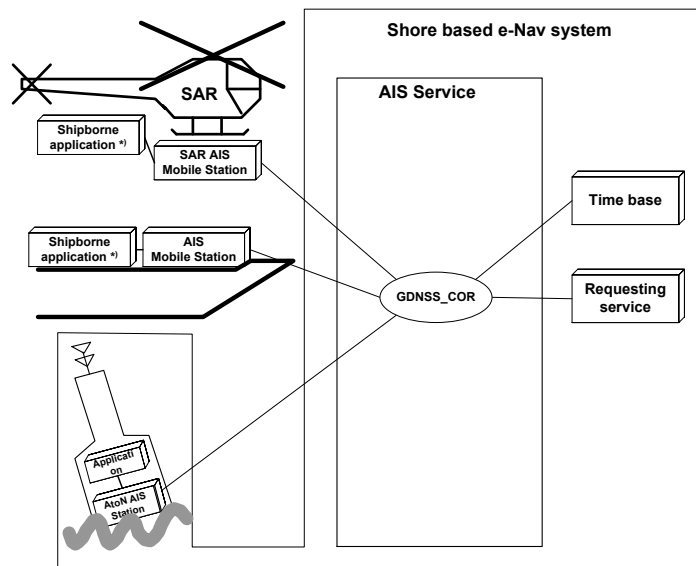 Shore based e-Nav system
AIS Service
SAR
Shipborne
application *)
SAR AIS
Mobile Station
Time base
Shipborne
application *)
AIS
Mobile Station
GDNSS_COR
Requesting
service
Applicati
on
AtoN AIS
Station